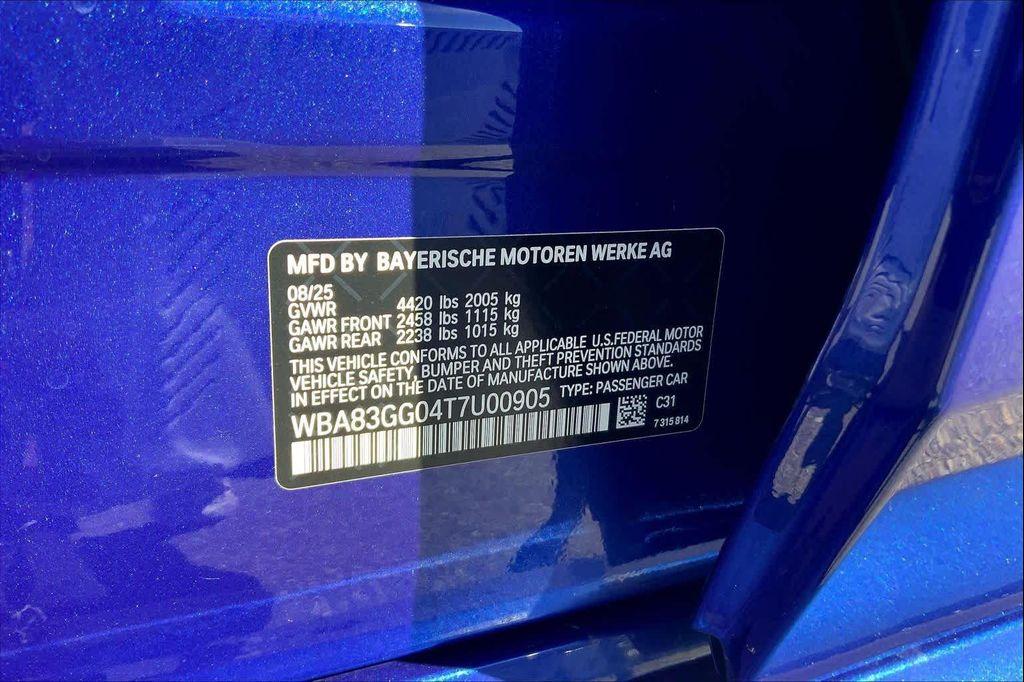 MFD BY BAYERISCHE MOTOREN WERKE AG
08/25
GVWR 4420 lbs 2005 kg
GAWR FRONT 2458 lbs 1115 kg
GAWR REAR 2238 lbs 1015 kg
THIS VEHICLE CONFORMS TO ALL APPLICABLE U.S.FEDERAL MOTOR
VEHICLE SAFETY, BUMPER AND THEFT PREVENTION STANDARDS
IN EFFECT ON THE DATE OF MANUFACTURE SHOWN ABOVE.
WBA83GG04T7U00905 TYPE: PASSENGER CAR
C31
7 315 814